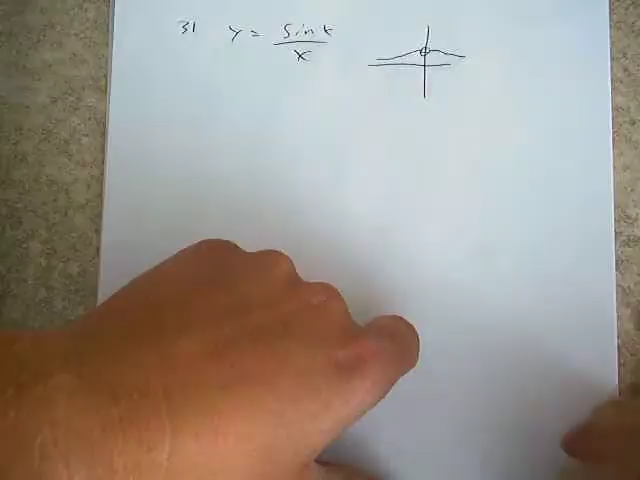 31 y = sin x / x